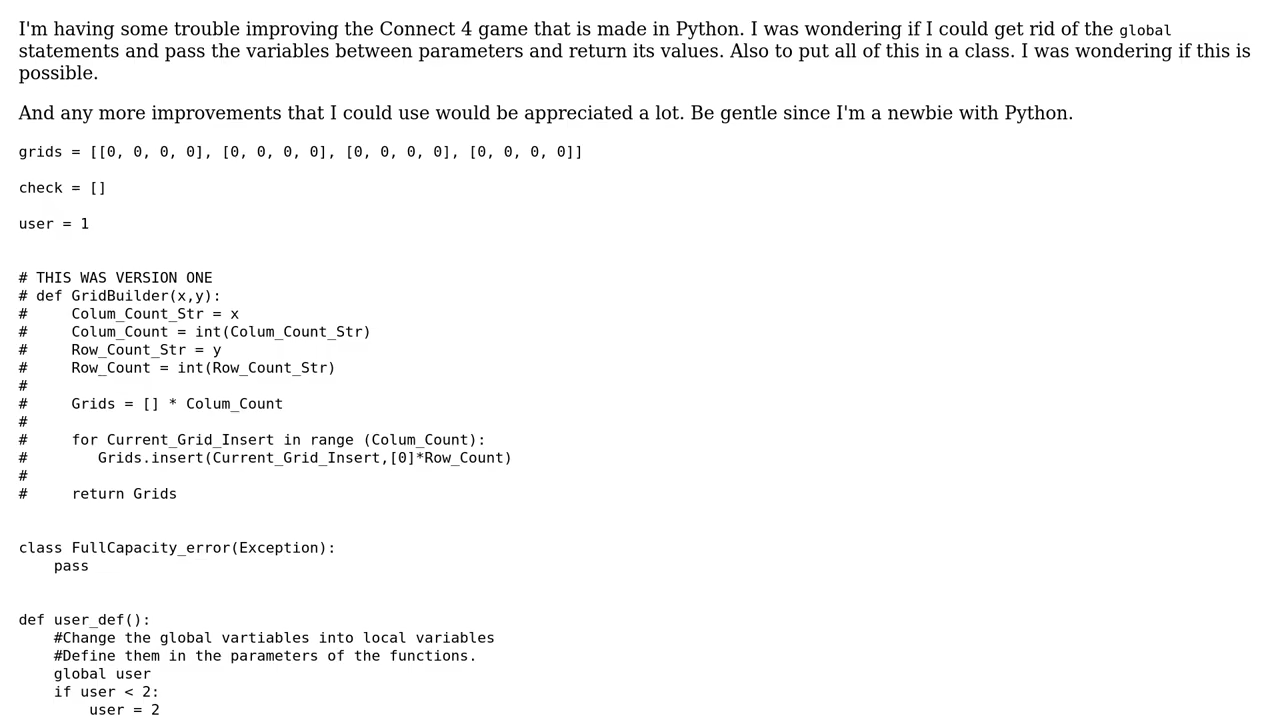 I'm having some trouble improving the Connect 4 game that is made in Python. I was wondering if I could get rid of the global
statements and pass the variables between parameters and return its values. Also to put all of this in a class. I was wondering if this is
possible.
And any more improvements that I could use would be appreciated a lot. Be gentle since I'm a newbie with Python.
grids = [[0, 0, 0, 0], [0, 0, 0, 0], [0, 0, 0, 0], [0, 0, 0, 0]]
check = []
user = 1
# THIS WAS VERSION ONE
# def GridBuilder(x,y):
#     Colum_Count_Str = x
#     Colum_Count = int(Colum_Count_Str)
#     Row_Count_Str = y
#     Row_Count = int(Row_Count_Str)
#
#     Grids = [] * Colum_Count
#
#     for Current_Grid_Insert in range (Colum_Count):
#        Grids.insert(Current_Grid_Insert,[0]*Row_Count)
#
#     return Grids
class FullCapacity_error(Exception):
    pass
def user_def():
    #Change the global vartiables into local variables
    #Define them in the parameters of the functions.
    global user
    if user < 2:
        user = 2